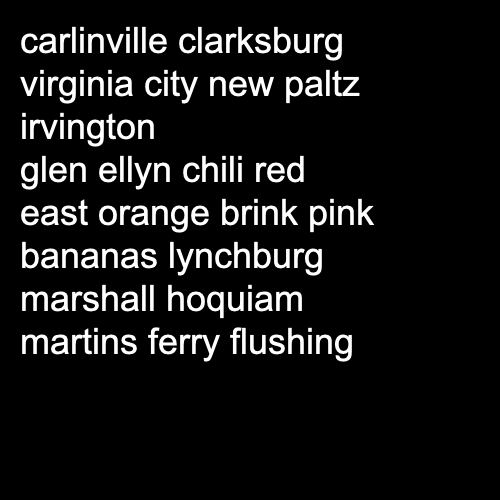 carlinville clarksburg
virginia city new paltz
irvington
glen ellyn chili red
east orange brink pink
bananas lynchburg
marshall hoquiam
martins ferry flushing